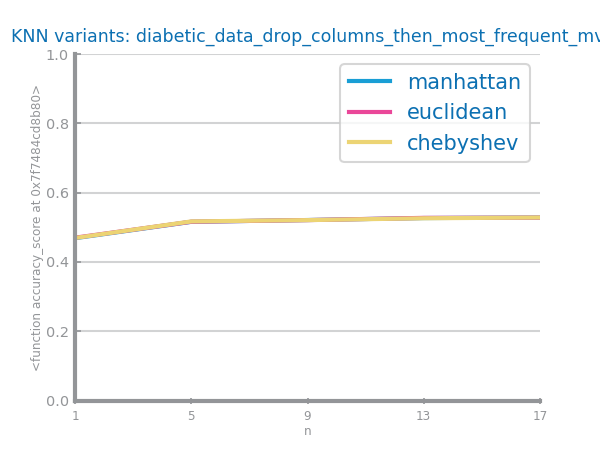 KNN variants: diabetic_data_drop_columns_then_most_frequent_mv
manhattan
euclidean
chebyshev
<function accuracy_score at 0x7f7484cd8b80>
1.0
0.8
0.6
0.4
0.2
0.0
1 5 9 13 17
n